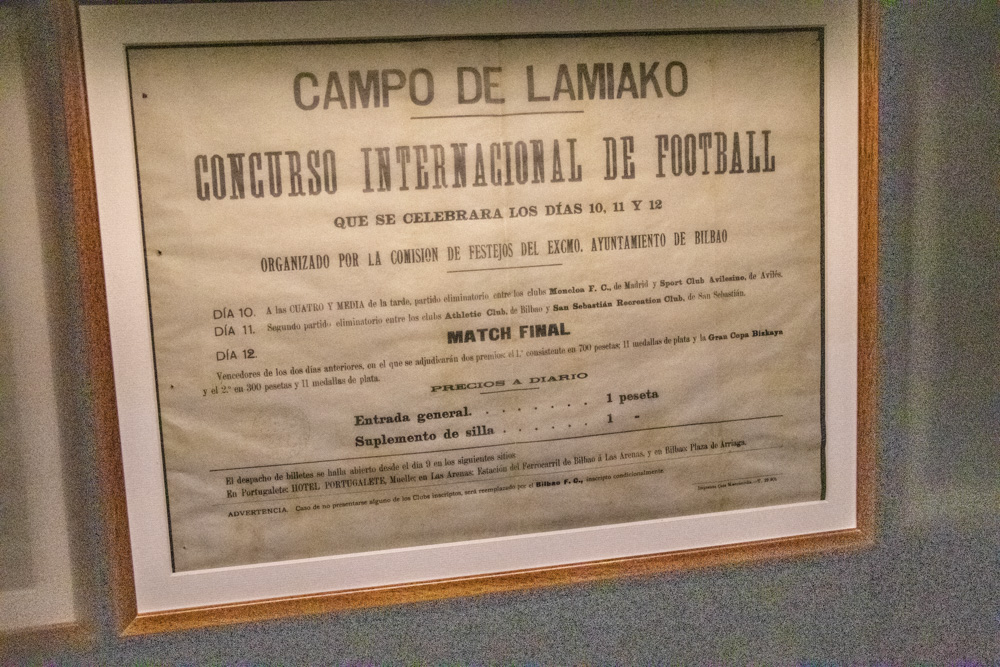 CAMPO DE LAMIAKO
CONCURSO INTERNACIONAL DE FOOTBALL
QUE SE CELEBRARA LOS DÍAS 10, 11 Y 12
ORGANIZADO POR LA COMISION DE FESTEJOS DEL EXCMO. AYUNTAMIENTO DE BILBAO
DÍA 10. A las CUATRO Y MEDIA de la tarde, partido eliminatorio entre los clubs Monclea F. C., de Madrid y Sport Club Avilesine, de Avilés.
DÍA 11. Segundo partido eliminatorio entre los clubs Athletic Club, de Bilbao y San Sebastián Recreation Club, de San Sebastián.
MATCH FINAL
DÍA 12.
Vencedores de los dos días anteriores, en el que se adjudicarán dos premios: el 1.º consistente en 700 pesetas; 11 medallas de plata y la Gran Copa Bizkaya
y el 2.º en 300 pesetas y 11 medallas de plata.
PRECIOS A DIARIO
Entrada general. . . . . . . . 1 peseta
Suplemento de silla . . . . . . 1 "
El despacho de billetes se halla abierto desde el día 9 en los siguientes sitios
En Portugalete: HOTEL PORTUGALETE, Muelle; en Las Arenas: Estación del Ferrocarril de Bilbao á Las Arenas, y en Bilbao: Plaza de Arriaga.
ADVERTENCIA. Caso de no presentarse alguno de los Clubs inscriptos, será reemplazado por el Bilbao F. C., inscripto condicionalmente.